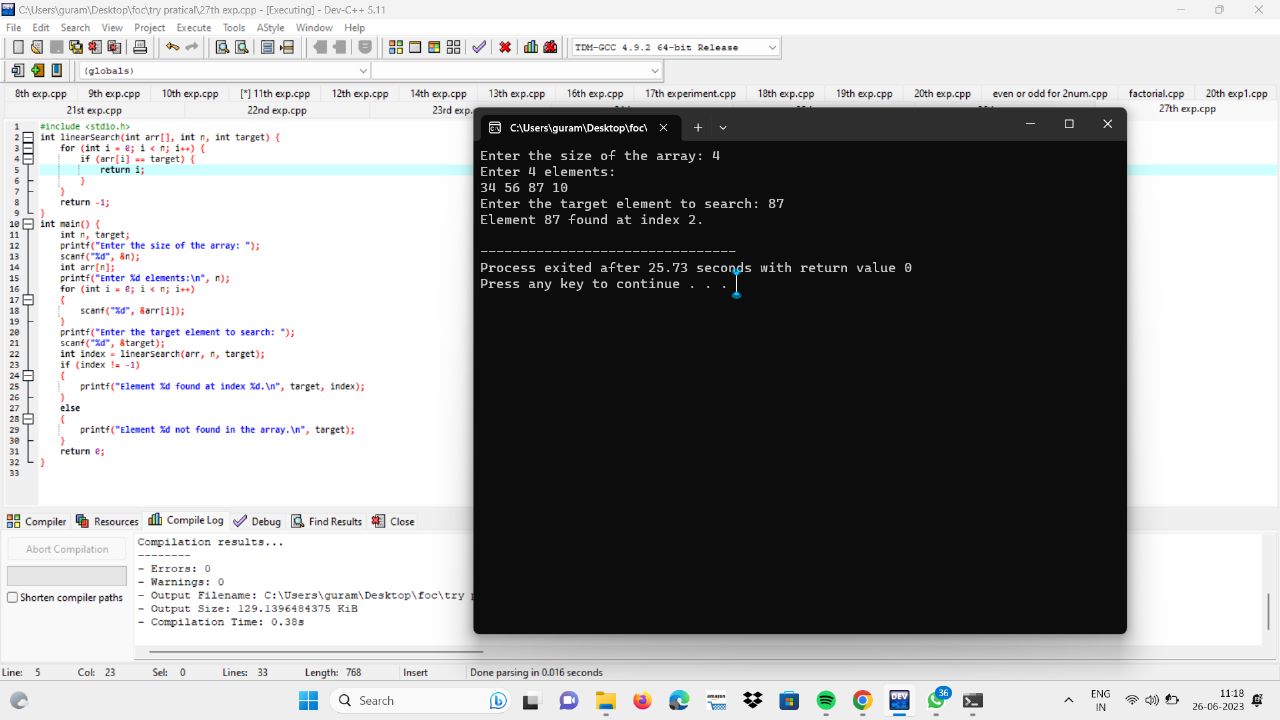 C:\Users\guram\Desktop\foc\try pratical\27th exp.cpp - [Executing] - Dev-C++ 5.11
File Edit Search View Project Execute Tools AStyle Window Help
TDM-GCC 4.9.2 64-bit Release
(globals)
8th exp.cpp 9th exp.cpp 10th exp.cpp [*] 11th exp.cpp 12th exp.cpp 14th exp.cpp 13th exp.cpp 16th exp.cpp 17th experiment.cpp 18th exp.cpp 19th exp.cpp 20th exp.cpp even or odd for 2num.cpp factorial.cpp 20th exp1.cpp
21st exp.cpp 22nd exp.cpp 23rd exp. 27th exp.cpp
1 #include <stdio.h>
2 int linearSearch(int arr[], int n, int target) {
3 for (int i = 0; i < n; i++) {
4 if (arr[i] == target) {
5 return i;
6 }
7 }
8 return -1;
9 }
10 int main() {
11 int n, target;
12 printf("Enter the size of the array: ");
13 scanf("%d", &n);
14 int arr[n];
15 printf("Enter %d elements:\n", n);
16 for (int i = 0; i < n; i++)
17 {
18 scanf("%d", &arr[i]);
19 }
20 printf("Enter the target element to search: ");
21 scanf("%d", &target);
22 int index = linearSearch(arr, n, target);
23 if (index != -1)
24 {
25 printf("Element %d found at index %d.\n", target, index);
26 }
27 else
28 {
29 printf("Element %d not found in the array.\n", target);
30 }
31 return 0;
32 }
33
C:\Users\guram\Desktop\foc\
Enter the size of the array: 4
Enter 4 elements:
34 56 87 10
Enter the target element to search: 87
Element 87 found at index 2.
--------------------------------
Process exited after 25.73 seconds with return value 0
Press any key to continue . . .
Compiler Resources Compile Log Debug Find Results Close
Abort Compilation
Shorten compiler paths
Compilation results...
--------
- Errors: 0
- Warnings: 0
- Output Filename: C:\Users\guram\Desktop\foc\try
- Output Size: 129.1396484375 KiB
- Compilation Time: 0.38s
Line: 5 Col: 23 Sel: 0 Lines: 33 Length: 768 Insert Done parsing in 0.016 seconds
Search
amazon
DEV
36
ENG
IN
11:18
26-06-2023